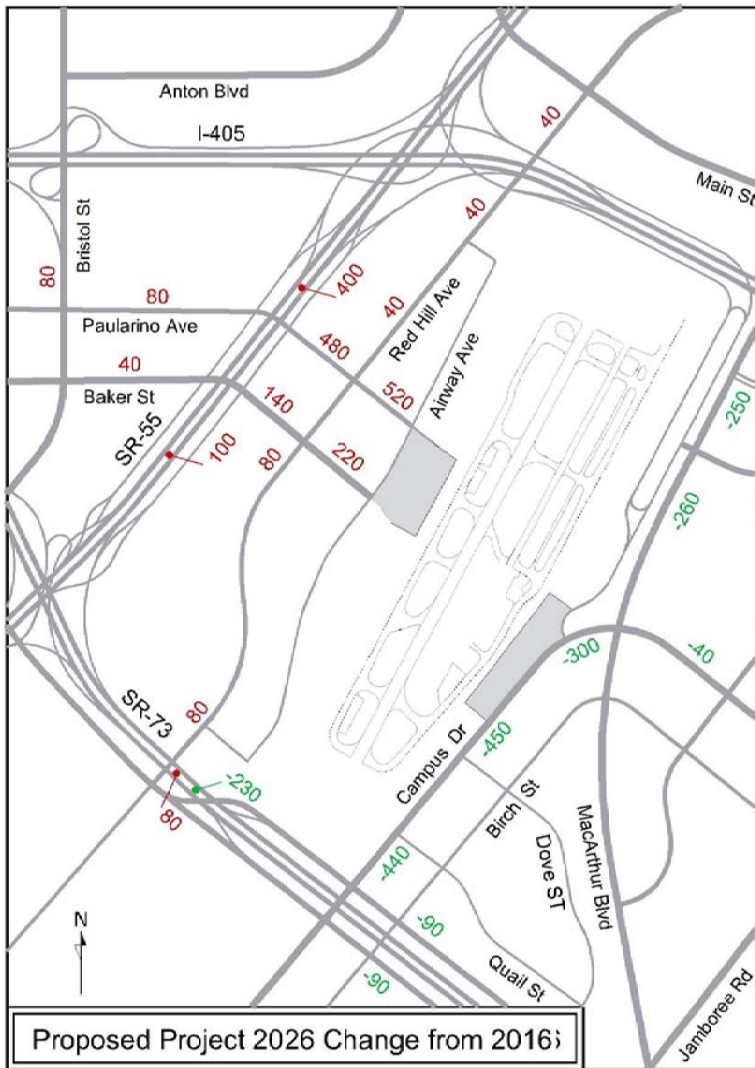 Anton Blvd
I-405
40
Main St
40
Bristol St
80
400
80
40
Red Hill Ave
Paularino Ave
480
Airway Ave
40
520
Baker St
140
-250
SR-55
100
80
220
-260
-300
-40
SR-73
80
-450
Campus Dr
-230
80
Birch St
Dove ST
MacArthur Blvd
-440
N
-90
-90
Quail St
Jamboree Rd
Proposed Project 2026 Change from 2016